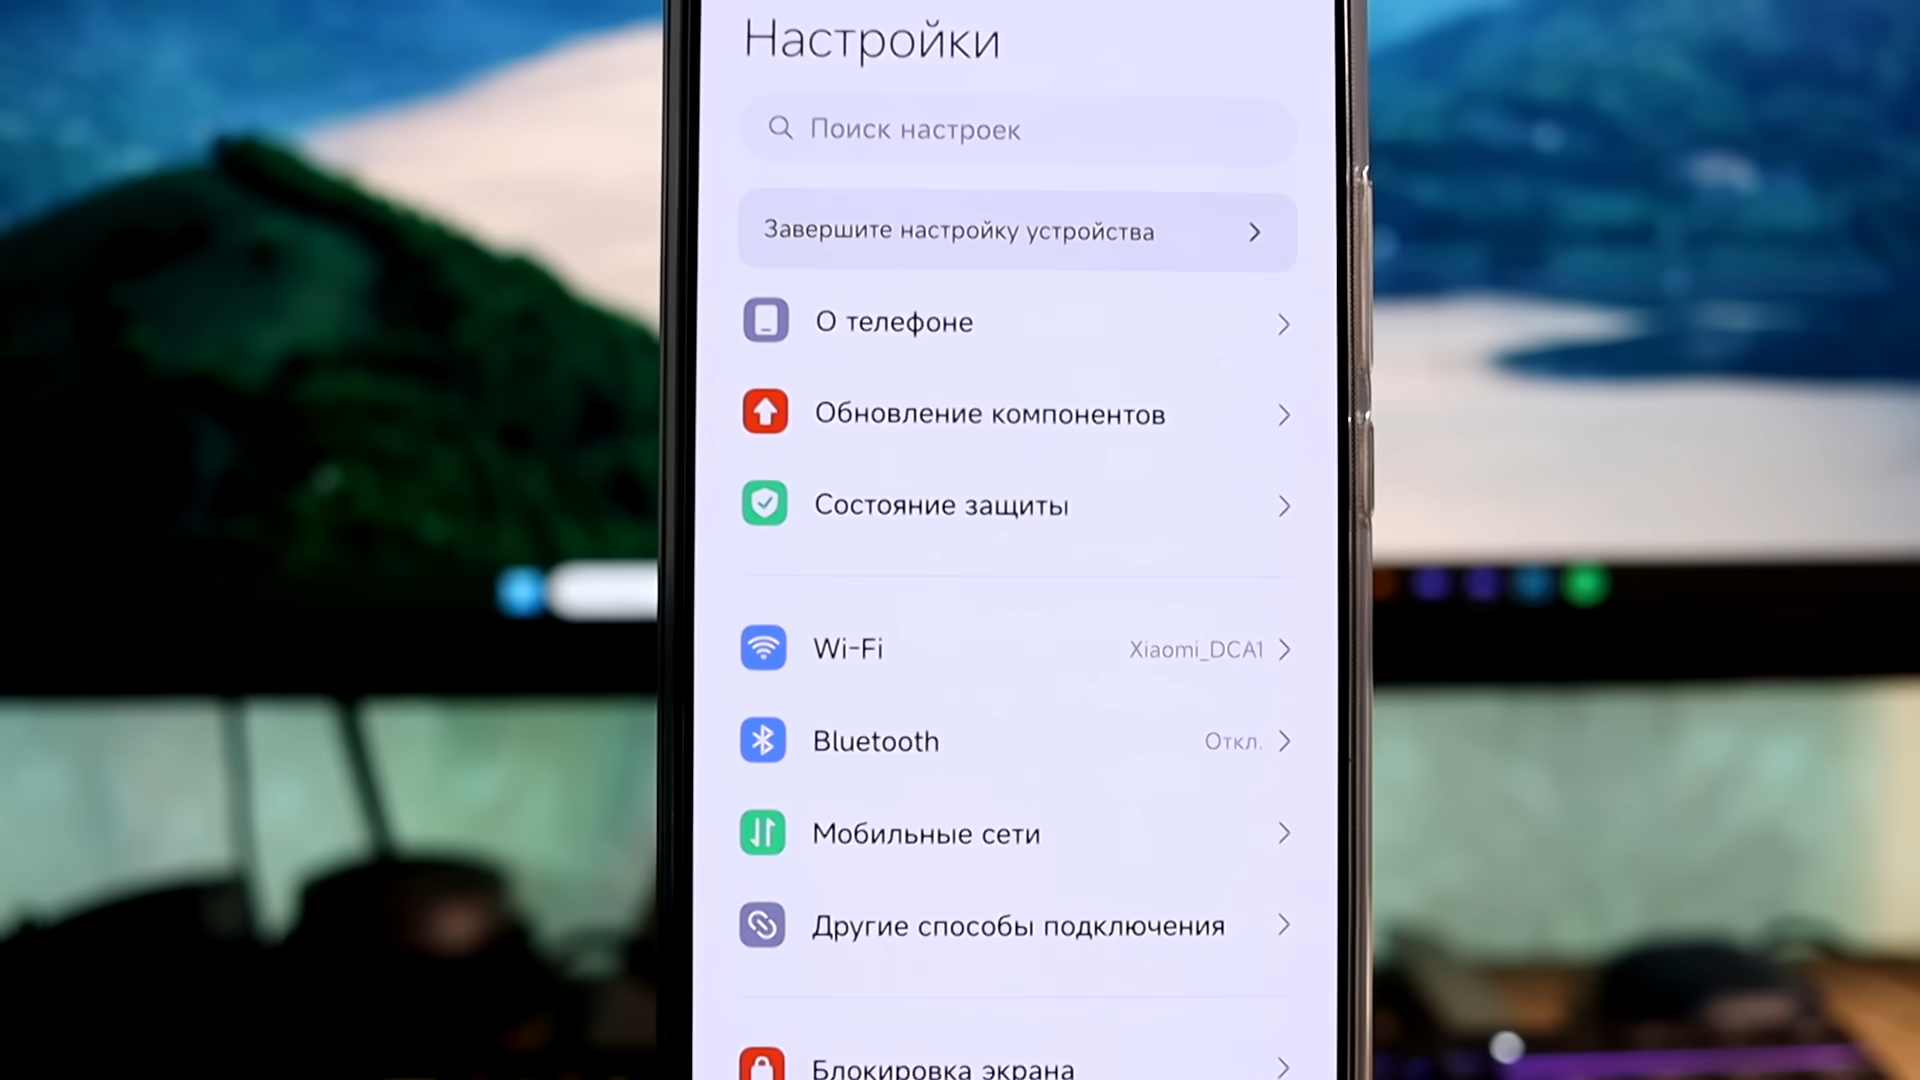 Настройки
Поиск настроек
Завершите настройку устройства
О телефоне
Обновление компонентов
Состояние защиты
Wi-Fi Xiaomi_DCA1
Bluetooth Откл.
Мобильные сети
Другие способы подключения
Блокировка экрана